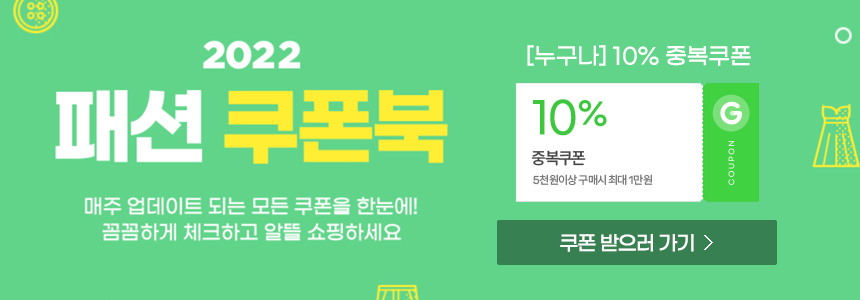 2022
패션 쿠폰북
매주 업데이트 되는 모든 쿠폰을 한눈에!
꼼꼼하게 체크하고 알뜰 쇼핑하세요
[누구나] 10% 중복쿠폰
10%
중복쿠폰
5천원이상 구매시 최대 1만원
G
COUPON
쿠폰 받으러 가기 >